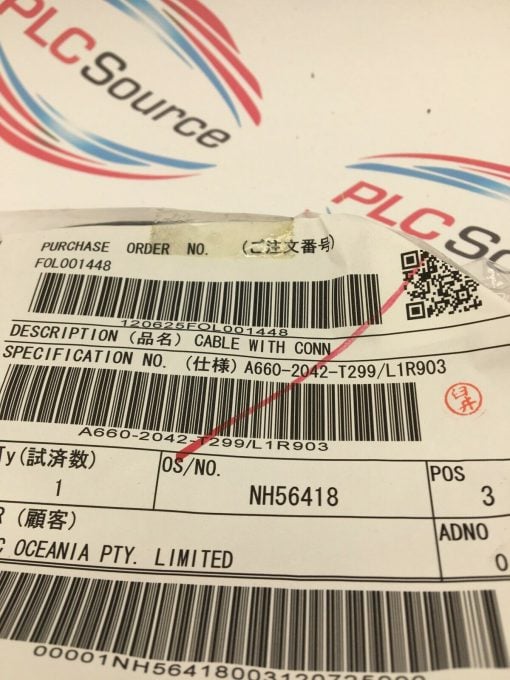 PLCSource
PLCSo
PURCHASE ORDER NO. (ご注文番号)
FOL001448
120625FOL001448
DESCRIPTION (品名) CABLE WITH CONN
SPECIFICATION NO. (仕様) A660-2042-T299/L1R903
A660-2042-T299/L1R903
Ty (試済数)
1
OS/NO.
NH56418
POS
3
R (顧客)
C OCEANIA PTY. LIMITED
ADNO
0
00001NH56418003120725000